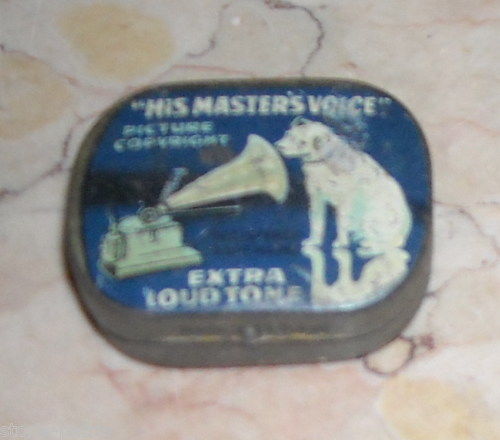 "HIS MASTER'S VOICE"
PICTURE
COPYRIGHT
EXTRA
LOUD TONE